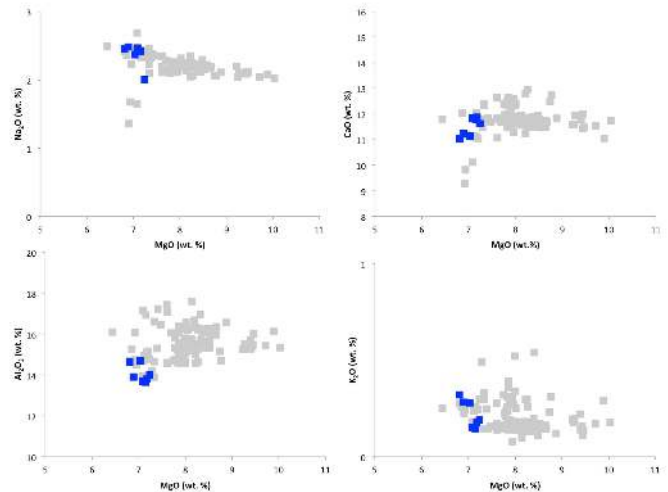 3
2
1
0
5 6 7 8 9 10 11
Na₂O (wt. %)
MgO (wt. %)
16
15
14
13
12
11
10
9
8
5 6 7 8 9 10 11
CaO (wt. %)
MgO (wt.%)
20
18
16
14
12
10
5 6 7 8 9 10 11
Al₂O₃ (wt. %)
MgO (wt. %)
1
0
5 6 7 8 9 10 11
K₂O (wt. %)
MgO (wt. %)